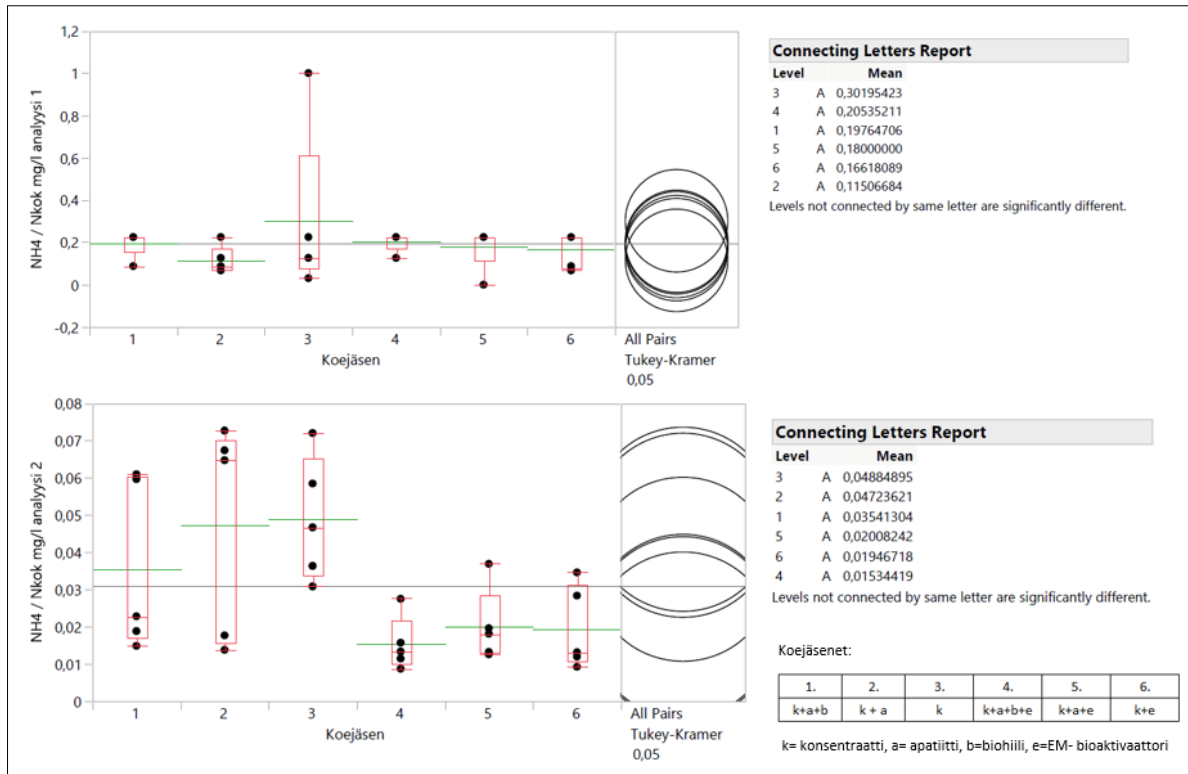 NH4 / Nkok mg/l analyysi 1
1,2
1
0,8
0,6
0,4
0,2
0
-0,2
1 2 3 4 5 6
Koejäsen
All Pairs
Tukey-Kramer
0,05
Connecting Letters Report
Level Mean
3 A 0,30195423
4 A 0,20535211
1 A 0,19764706
5 A 0,18000000
6 A 0,16618089
2 A 0,11506684
Levels not connected by same letter are significantly different.
NH4 / Nkok mg/l analyysi 2
0,08
0,07
0,06
0,05
0,04
0,03
0,02
0,01
0
1 2 3 4 5 6
Koejäsen
All Pairs
Tukey-Kramer
0,05
Connecting Letters Report
Level Mean
3 A 0,04884895
2 A 0,04723621
1 A 0,03541304
5 A 0,02008242
6 A 0,01946718
4 A 0,01534419
Levels not connected by same letter are significantly different.
Koejäsenet:
1. 2. 3. 4. 5. 6.
k+a+b k + a k k+a+b+e k+a+e k+e
k= konsentraatti, a= apatiitti, b=biohiili, e=EM- bioaktivaattori